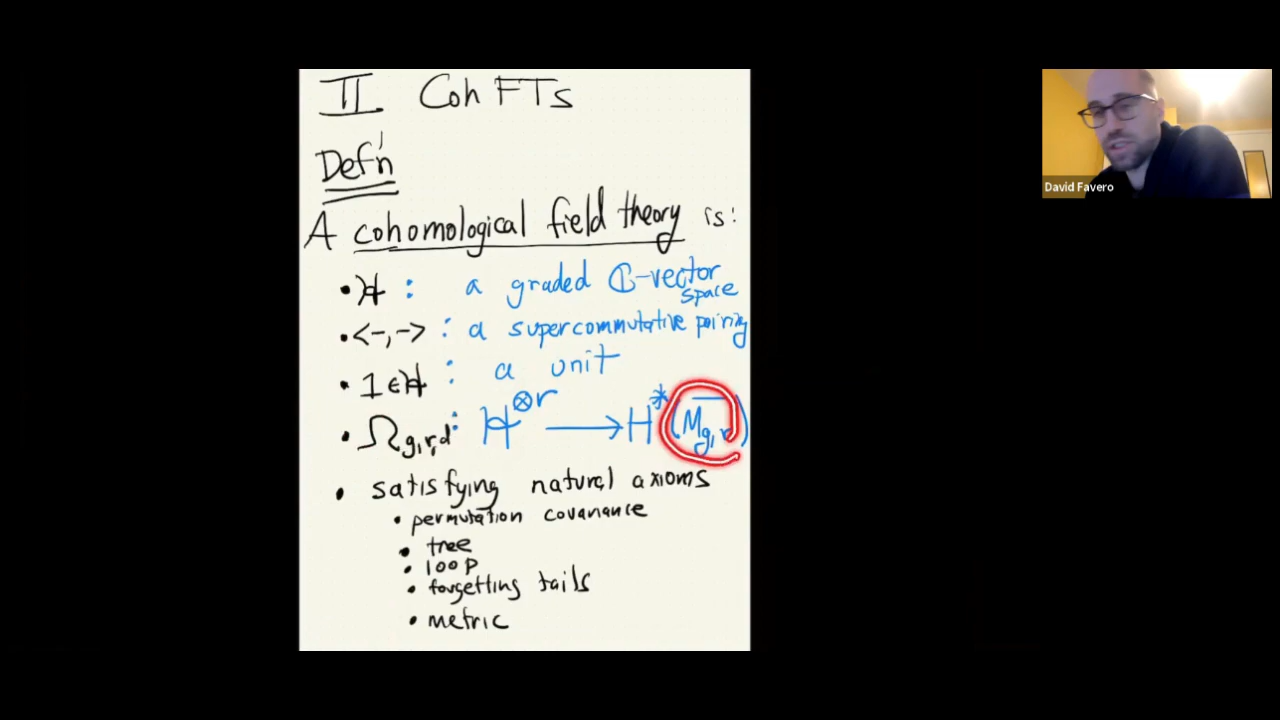 II. CohFTs
Def'n
A cohomological field theory is:
• ℋ : a graded ℂ-vector space
• <-,-> : a supercommutative pairing
• 1 ∈ ℋ : a unit
• Ω_{g,r,d} : ℋ^{⊗r} ⟶ H^*(\overline{M}_{g,r})
• satisfying natural axioms
• permutation covariance
• tree
• loop
• forgetting tails
• metric
David Favero